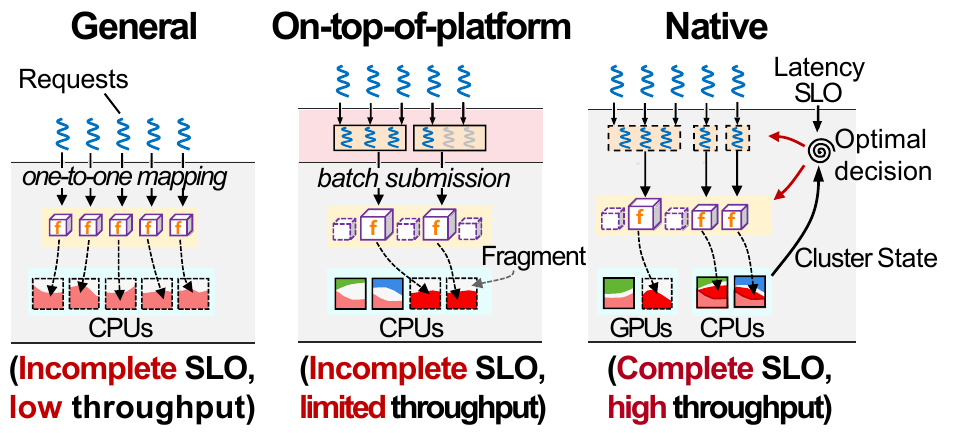 General
Requests
one-to-one mapping
f f f f f
CPUs
(Incomplete SLO,
low throughput)
On-top-of-platform
batch submission
f f
Fragment
CPUs
(Incomplete SLO,
limited throughput)
Native
Latency
SLO
Optimal
decision
f f f
Cluster State
GPUs CPUs
(Complete SLO,
high throughput)